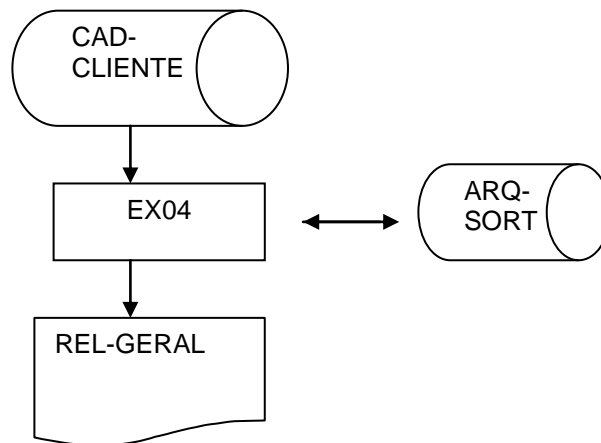 CAD-
CLIENTE
EX04
ARQ-
SORT
REL-GERAL